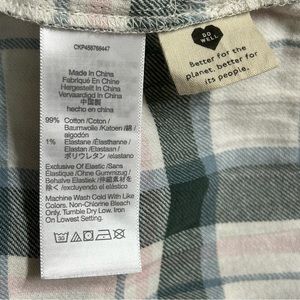 CKP458766447
Made In China
Fabriqué En Chine
Hergestellt In China
Vervaardigd In China
中国製
hecho en china
99% Cotton / Coton /
Baumwolle /Katoen /綿 /
algodon
1% Elastane /Elasthanne /
Elastan / Elastaan /
ポリウレタン / elastano
Exclusive Of Elastic / Sans
Elastique / Ohne Gummizug /
Behalve Elastiek /伸縮素材を
除く / excluyendo el elástico
Machine Wash Cold With Like
Colors. Non-Chlorine Bleach
Only. Tumble Dry Low. Iron
On Lowest Setting.
DO
WELL
Better for the
planet. better for
its people.